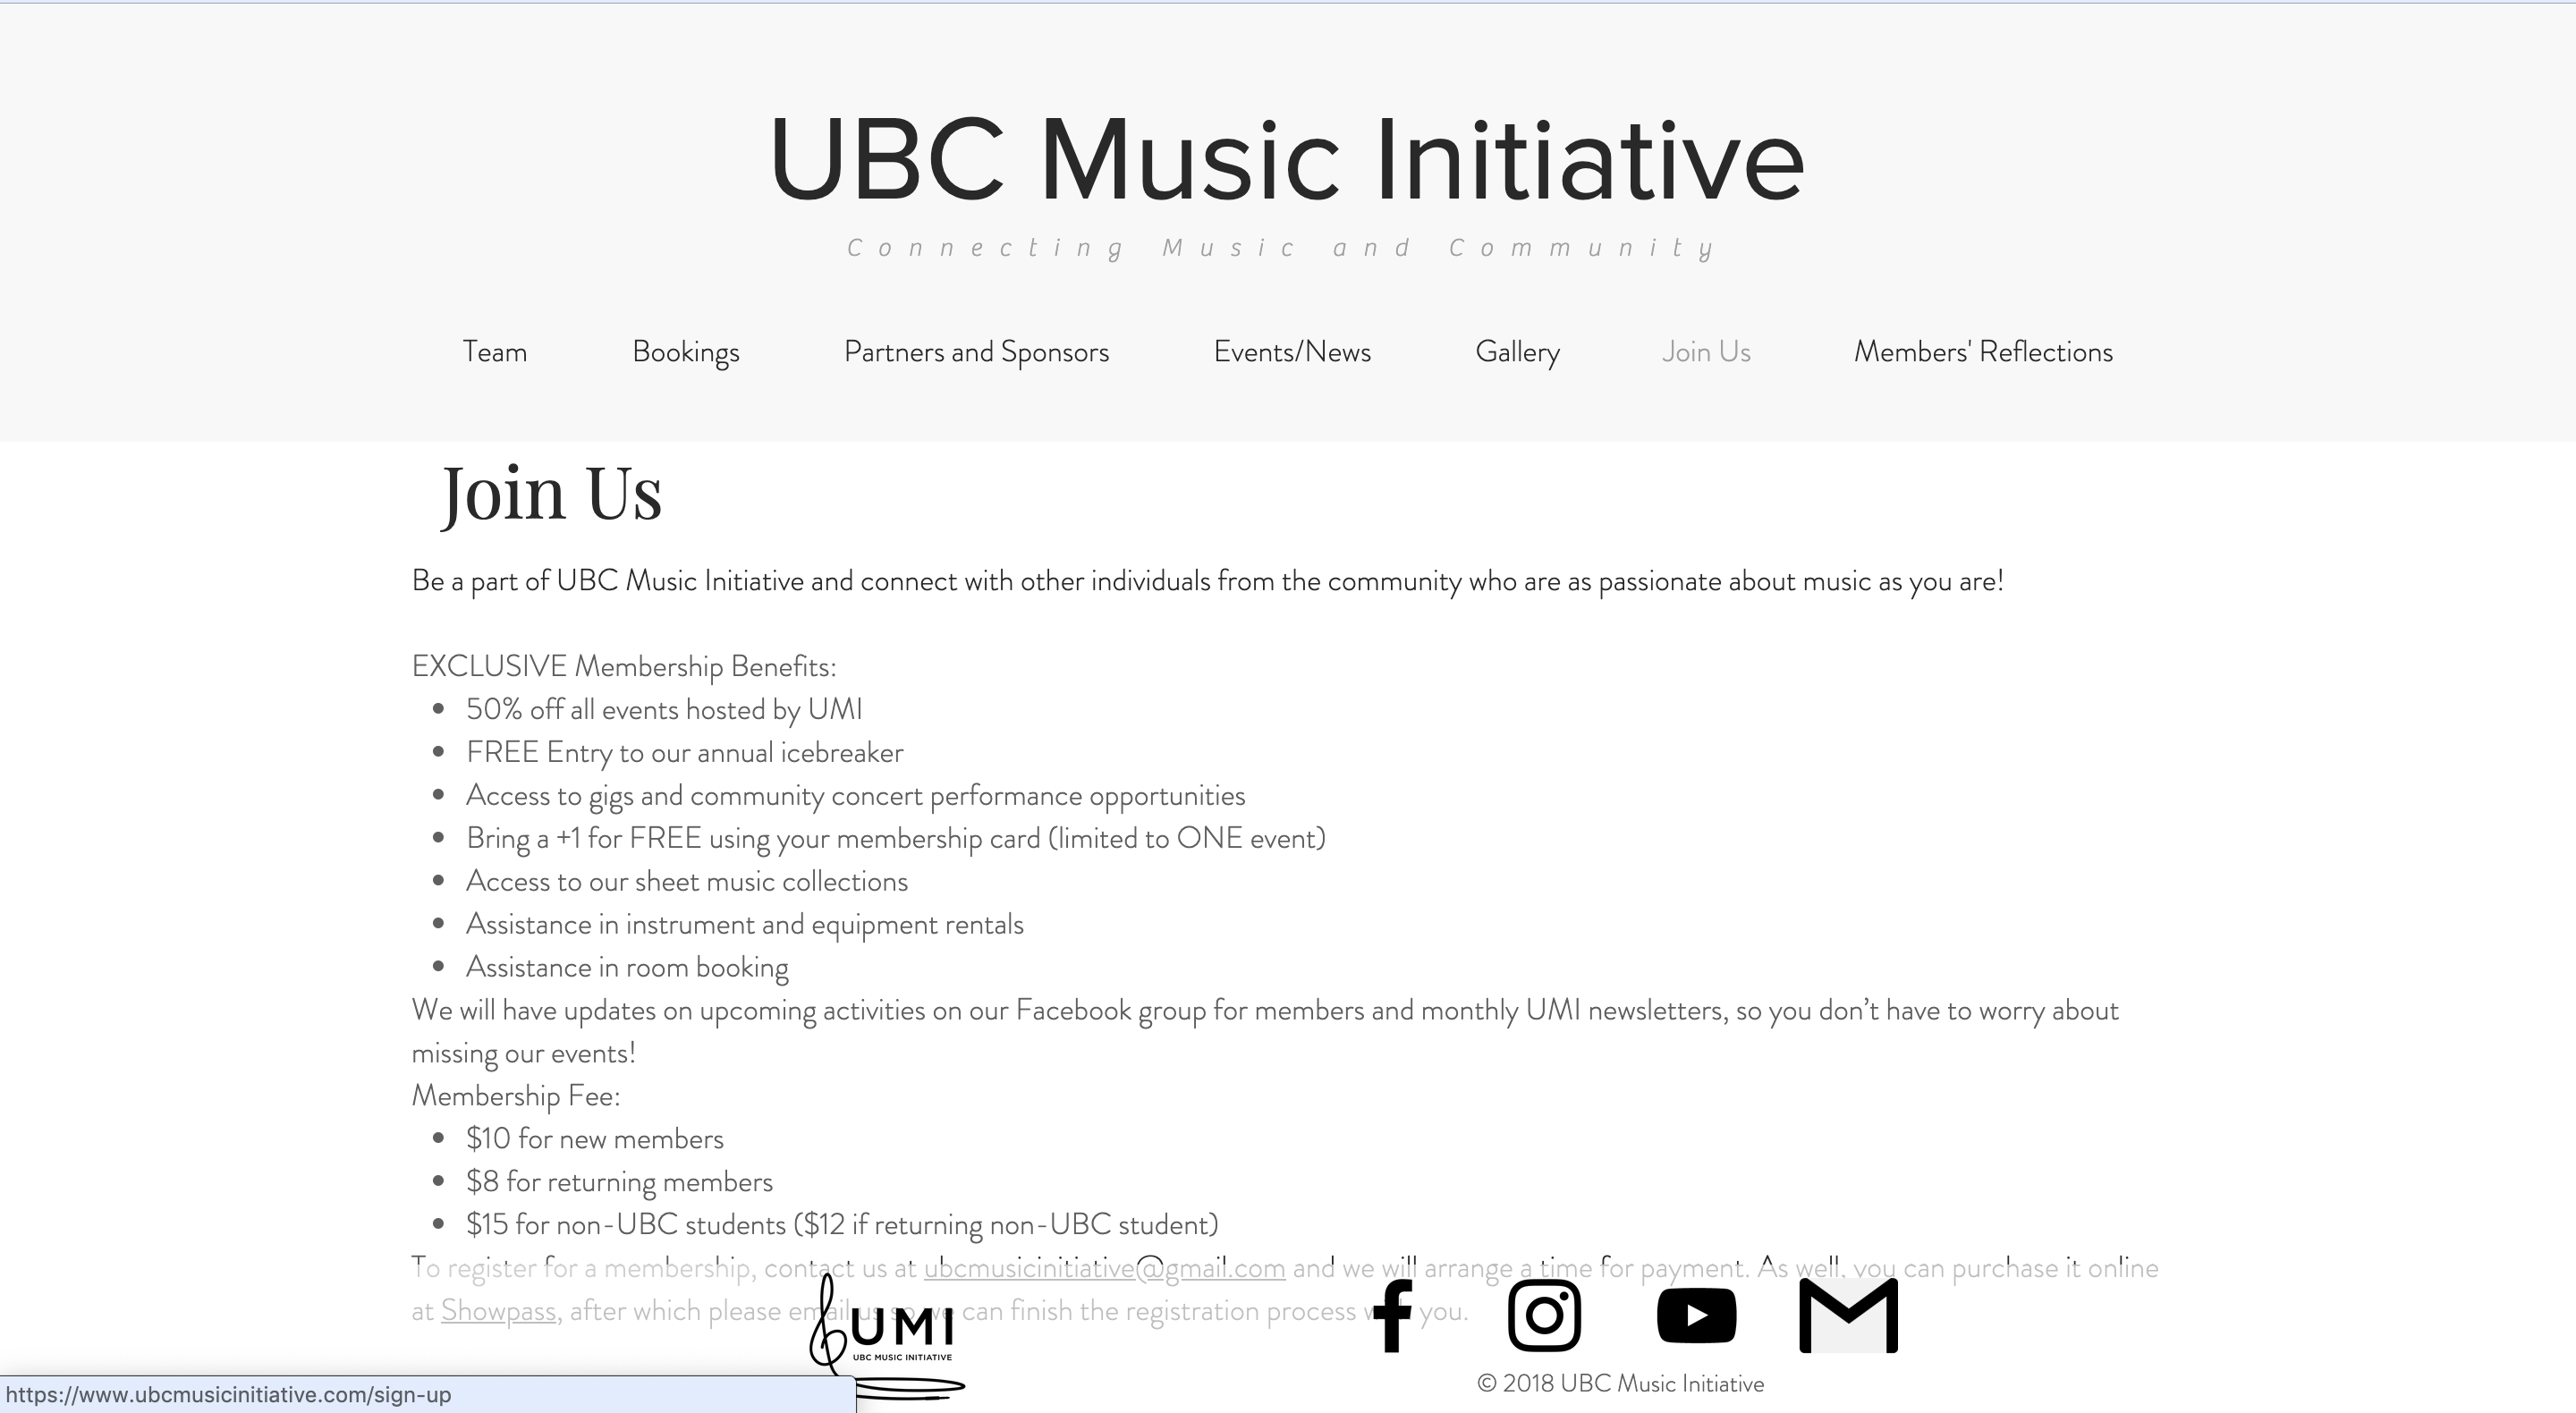 UBC Music Initiative
Connecting Music and Community
Team Bookings Partners and Sponsors Events/News Gallery Join Us Members' Reflections
Join Us
Be a part of UBC Music Initiative and connect with other individuals from the community who are as passionate about music as you are!
EXCLUSIVE Membership Benefits:
• 50% off all events hosted by UMI
• FREE Entry to our annual icebreaker
• Access to gigs and community concert performance opportunities
• Bring a +1 for FREE using your membership card (limited to ONE event)
• Access to our sheet music collections
• Assistance in instrument and equipment rentals
• Assistance in room booking
We will have updates on upcoming activities on our Facebook group for members and monthly UMI newsletters, so you don’t have to worry about
missing our events!
Membership Fee:
• $10 for new members
• $8 for returning members
• $15 for non-UBC students ($12 if returning non-UBC student)
To register for a membership, contact us at ubcmusicinitiative@gmail.com and we will arrange a time for payment. As well, you can purchase it online
at Showpass, after which please email us so we can finish the registration process with you.
UMI
UBC MUSIC INITIATIVE
© 2018 UBC Music Initiative
https://www.ubcmusicinitiative.com/sign-up